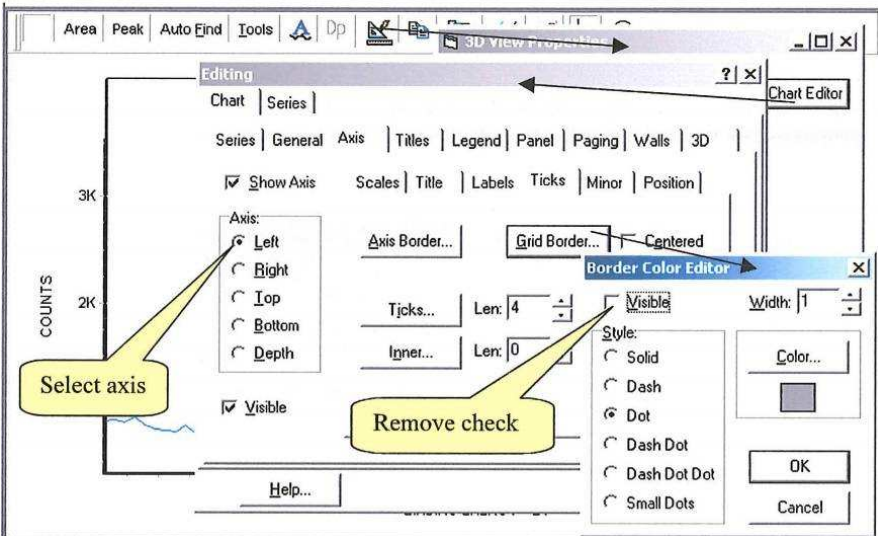 Area Peak Auto Find Tools A Dp
3D View Properties
Chart Editor
Editing
Chart Series
Series General Axis Titles Legend Panel Paging Walls 3D
Show Axis Scales Title Labels Ticks Minor Position
Axis:
Left
Right
Top
Bottom
Depth
Axis Border... Grid Border... Centered
Ticks... Len: 4
Inner... Len: 0
Visible
Help...
3K
2K
COUNTS
Select axis
Border Color Editor
Visible Width: 1
Style:
Solid
Dash
Dot
Dash Dot
Dash Dot Dot
Small Dots
Color...
OK
Cancel
Remove check